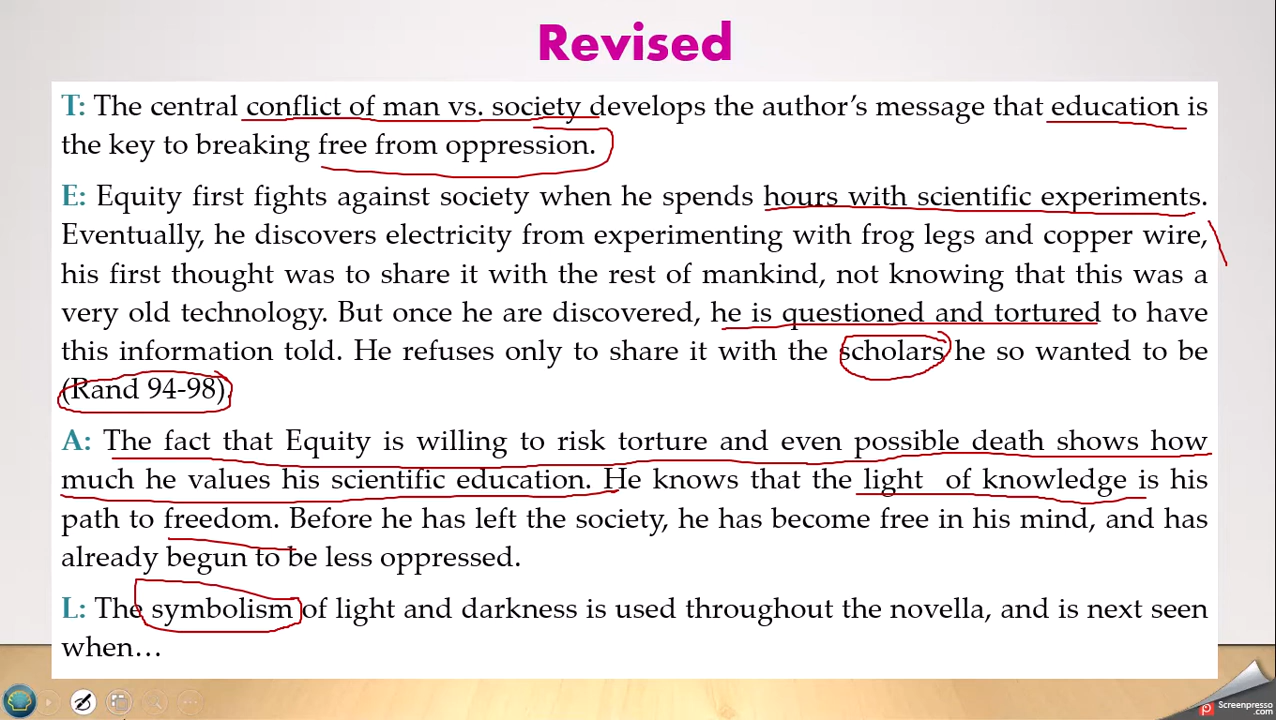 Revised
T: The central conflict of man vs. society develops the author's message that education is
the key to breaking free from oppression.
E: Equity first fights against society when he spends hours with scientific experiments.
Eventually, he discovers electricity from experimenting with frog legs and copper wire,
his first thought was to share it with the rest of mankind, not knowing that this was a
very old technology. But once he are discovered, he is questioned and tortured to have
this information told. He refuses only to share it with the scholars he so wanted to be
(Rand 94-98).
A: The fact that Equity is willing to risk torture and even possible death shows how
much he values his scientific education. He knows that the light of knowledge is his
path to freedom. Before he has left the society, he has become free in his mind, and has
already begun to be less oppressed.
L: The symbolism of light and darkness is used throughout the novella, and is next seen
when…
Screenpresso
.com